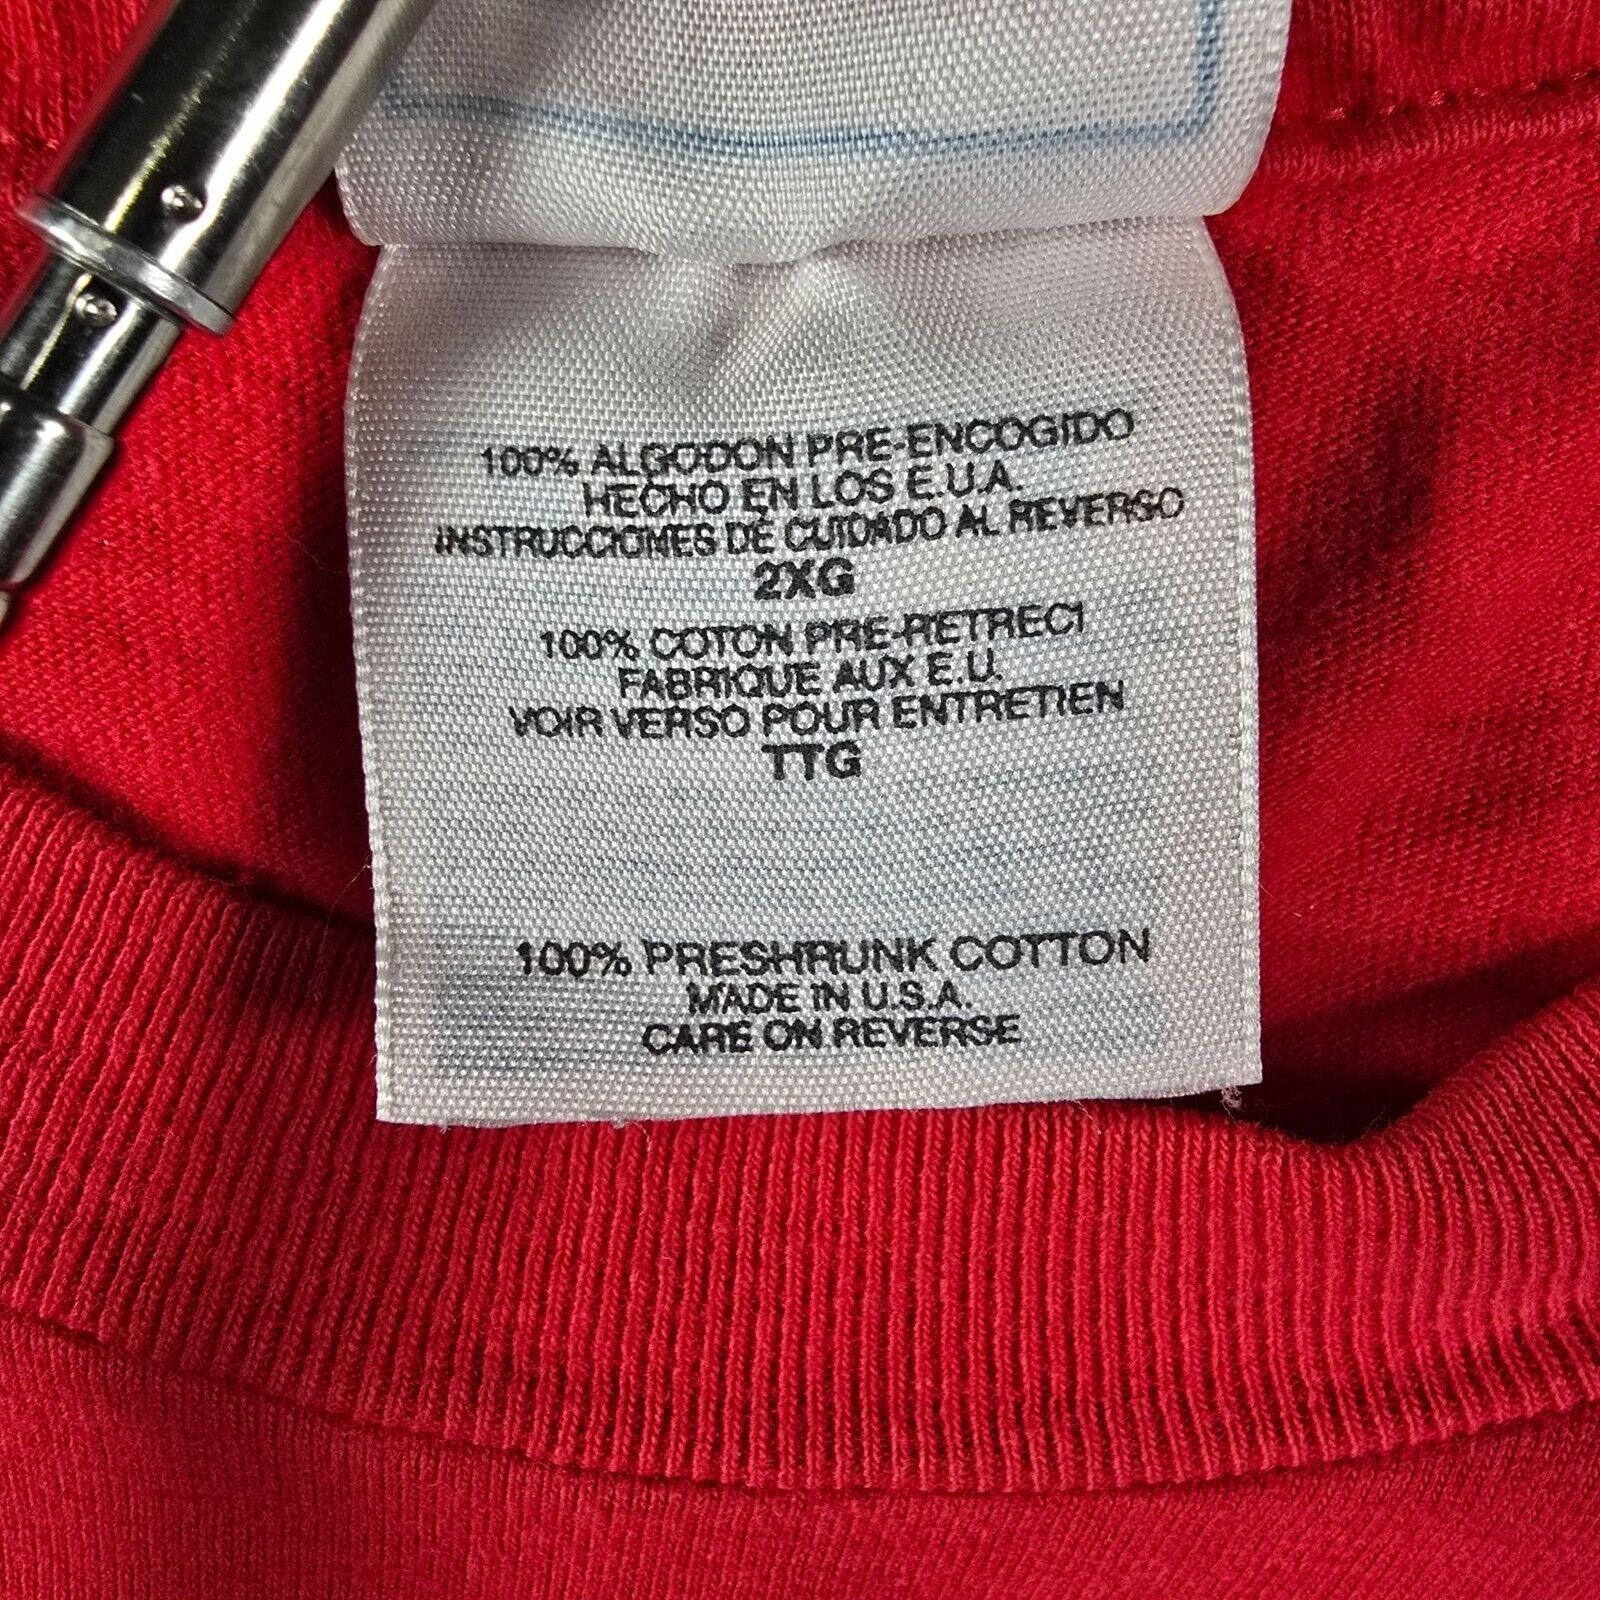 100% ALGODON PRE-ENCOGIDO
HECHO EN LOS E.U.A.
INSTRUCCIONES DE CUIDADO AL REVERSO
2XG
100% COTON PRE-RETRECI
FABRIQUE AUX E.U.
VOIR VERSO POUR ENTRETIEN
TTG
100% PRESHRUNK COTTON
MADE IN U.S.A.
CARE ON REVERSE